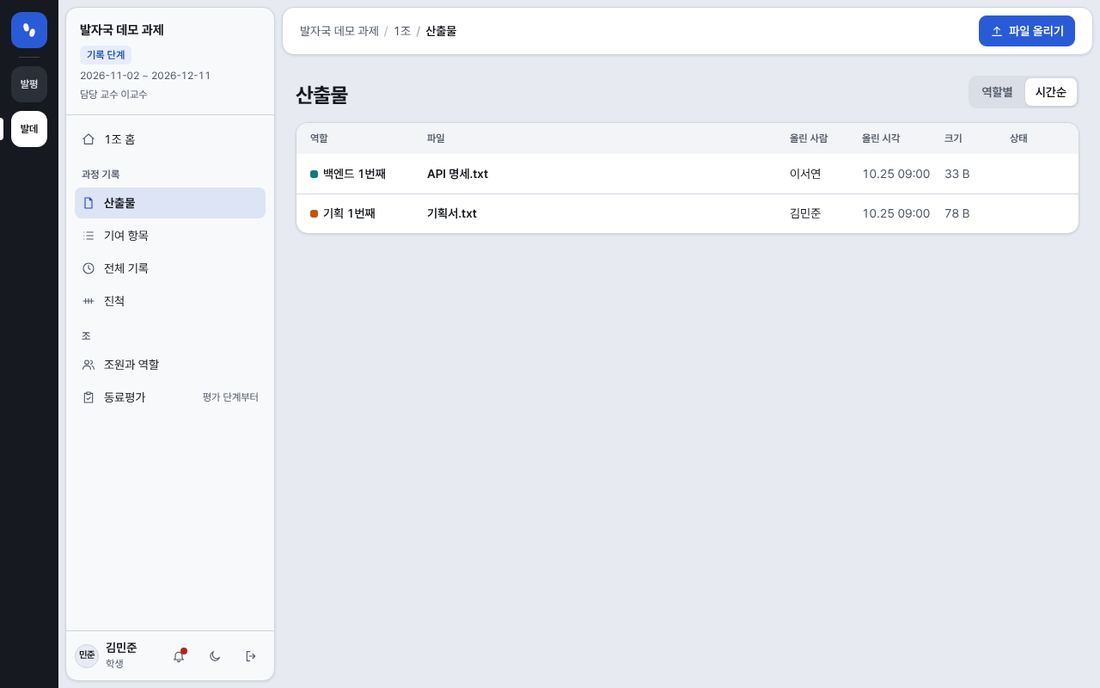 발평
발데
발자국 데모 과제
기록 단계
2026-11-02 ~ 2026-12-11
담당 교수 이교수
1조 홈
과정 기록
산출물
기여 항목
전체 기록
진척
조
조원과 역할
동료평가 평가 단계부터
민준 김민준
학생
발자국 데모 과제 / 1조 / 산출물
파일 올리기
산출물
역할별 시간순
역할 파일 올린 사람 올린 시각 크기 상태
백엔드 1번째 API 명세.txt 이서연 10.25 09:00 33 B
기획 1번째 기획서.txt 김민준 10.25 09:00 78 B